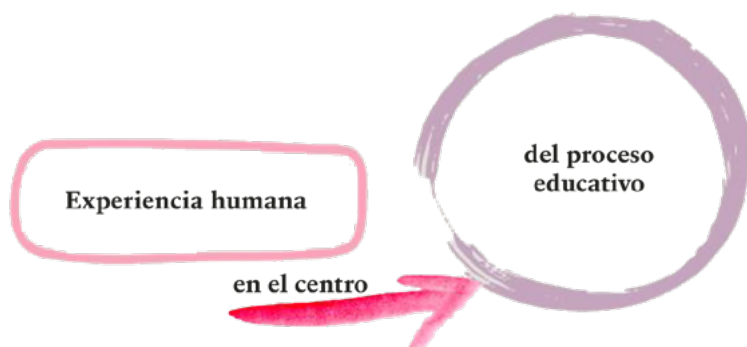 Experiencia humana
en el centro
del proceso
educativo